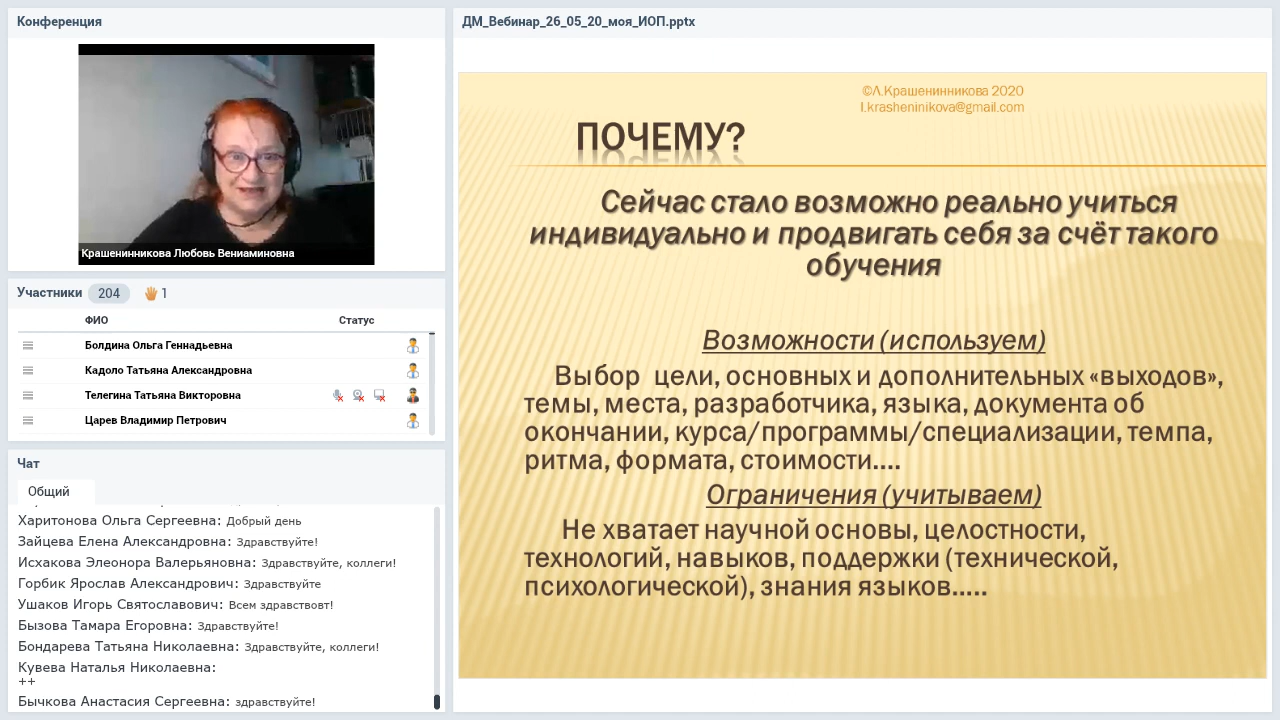 Конференция
Крашенинникова Любовь Вениаминовна
Участники 204 1
ФИО Статус
Болдина Ольга Геннадьевна
Кадоло Татьяна Александровна
Телегина Татьяна Викторовна
Царев Владимир Петрович
Чат
Общий
Харитонова Ольга Сергеевна: Добрый день
Зайцева Елена Александровна: Здравствуйте!
Исхакова Элеонора Валерьяновна: Здравствуйте, коллеги!
Горбик Ярослав Александрович: Здравствуйте
Ушаков Игорь Святославович: Всем здравствовт!
Бызова Тамара Егоровна: Здравствуйте!
Бондарева Татьяна Николаевна: Здравствуйте, коллеги!
Кувева Наталья Николаевна:
++
Бычкова Анастасия Сергеевна: здравствуйте!
ДМ_Вебинар_26_05_20_моя_ИОП.pptx
©Л.Крашенинникова 2020
l.krasheninikova@gmail.com
ПОЧЕМУ?
Сейчас стало возможно реально учиться
индивидуально и продвигать себя за счёт такого
обучения
Возможности (используем)
Выбор цели, основных и дополнительных «выходов»,
темы, места, разработчика, языка, документа об
окончании, курса/программы/специализации, темпа,
ритма, формата, стоимости....
Ограничения (учитываем)
Не хватает научной основы, целостности,
технологий, навыков, поддержки (технической,
психологической), знания языков.....